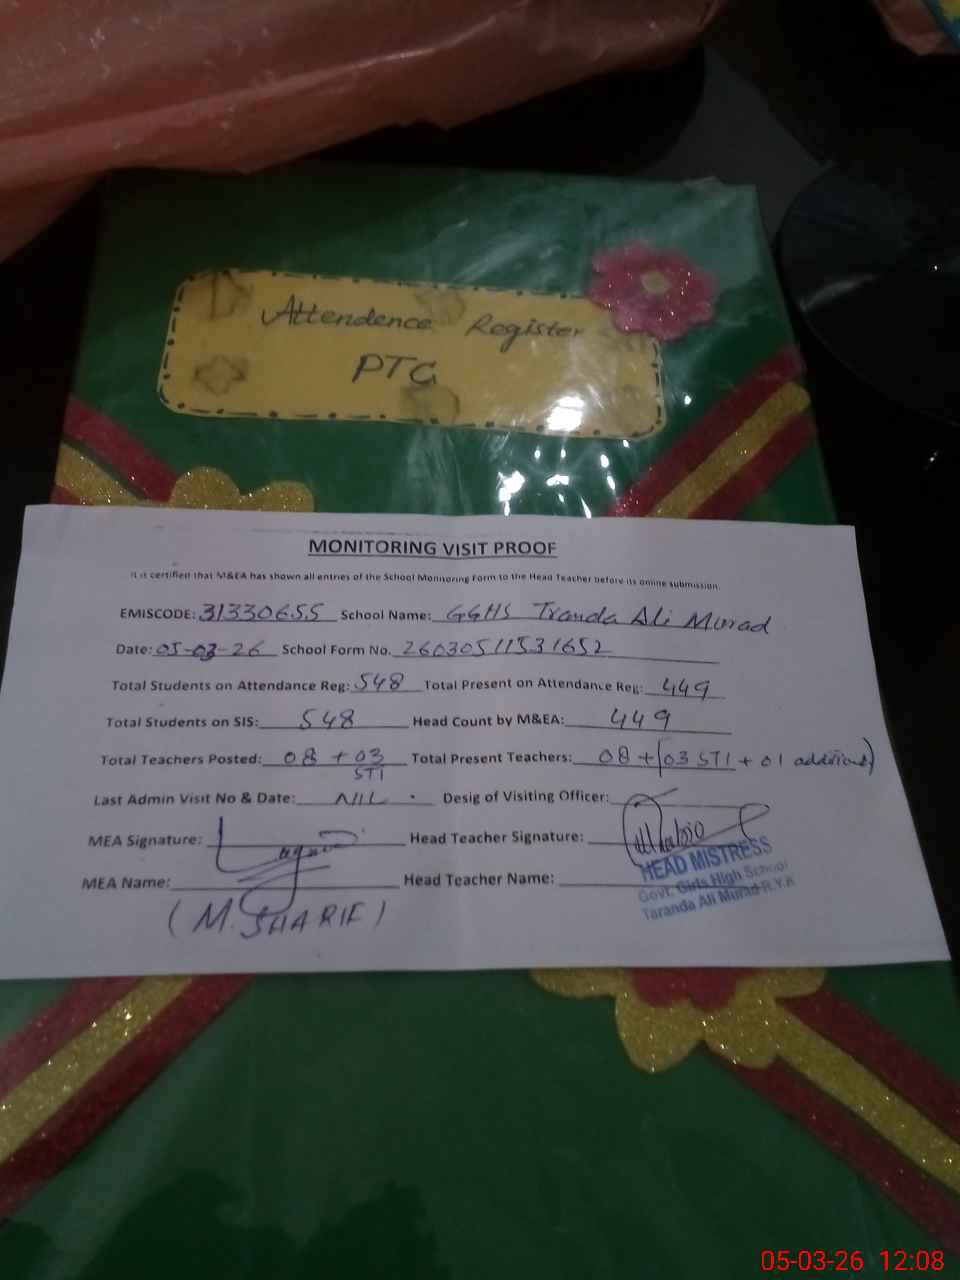 Attendence Register
PTC
MONITORING VISIT PROOF
It is certified that M&EA has shown all entries of the School Monitoring Form to the Head Teacher before its online submission.
EMISCODE: 31330655 School Name: GGHS Tranda Ali Murad
Date: 05-03-26 School Form No. 26030511531652
Total Students on Attendance Reg: 548 Total Present on Attendance Reg: 449
Total Students on SIS: 548 Head Count by M&EA: 449
Total Teachers Posted: 08 + 03 STI Total Present Teachers: 08 + (03 STI + 01 additional)
Last Admin Visit No & Date: NIL. Desig of Visiting Officer:
MEA Signature: Head Teacher Signature:
MEA Name: Head Teacher Name:
(M. SHARIF)
HEAD MISTRESS
Govt. Girls High School
Taranda Ali Murad R.Y.K
05-03-26 12:08